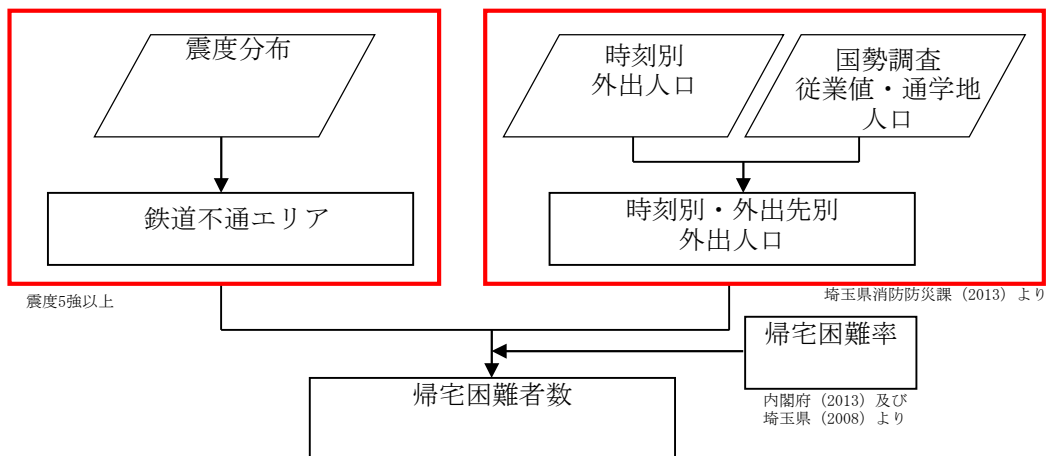 震度分布
時刻別
外出人口
国勢調査
従業値・通学地
人口
鉄道不通エリア
時刻別・外出先別
外出人口
震度5強以上
埼玉県消防防災課（2013）より
帰宅困難率
内閣府（2013）及び
埼玉県（2008）より
帰宅困難者数